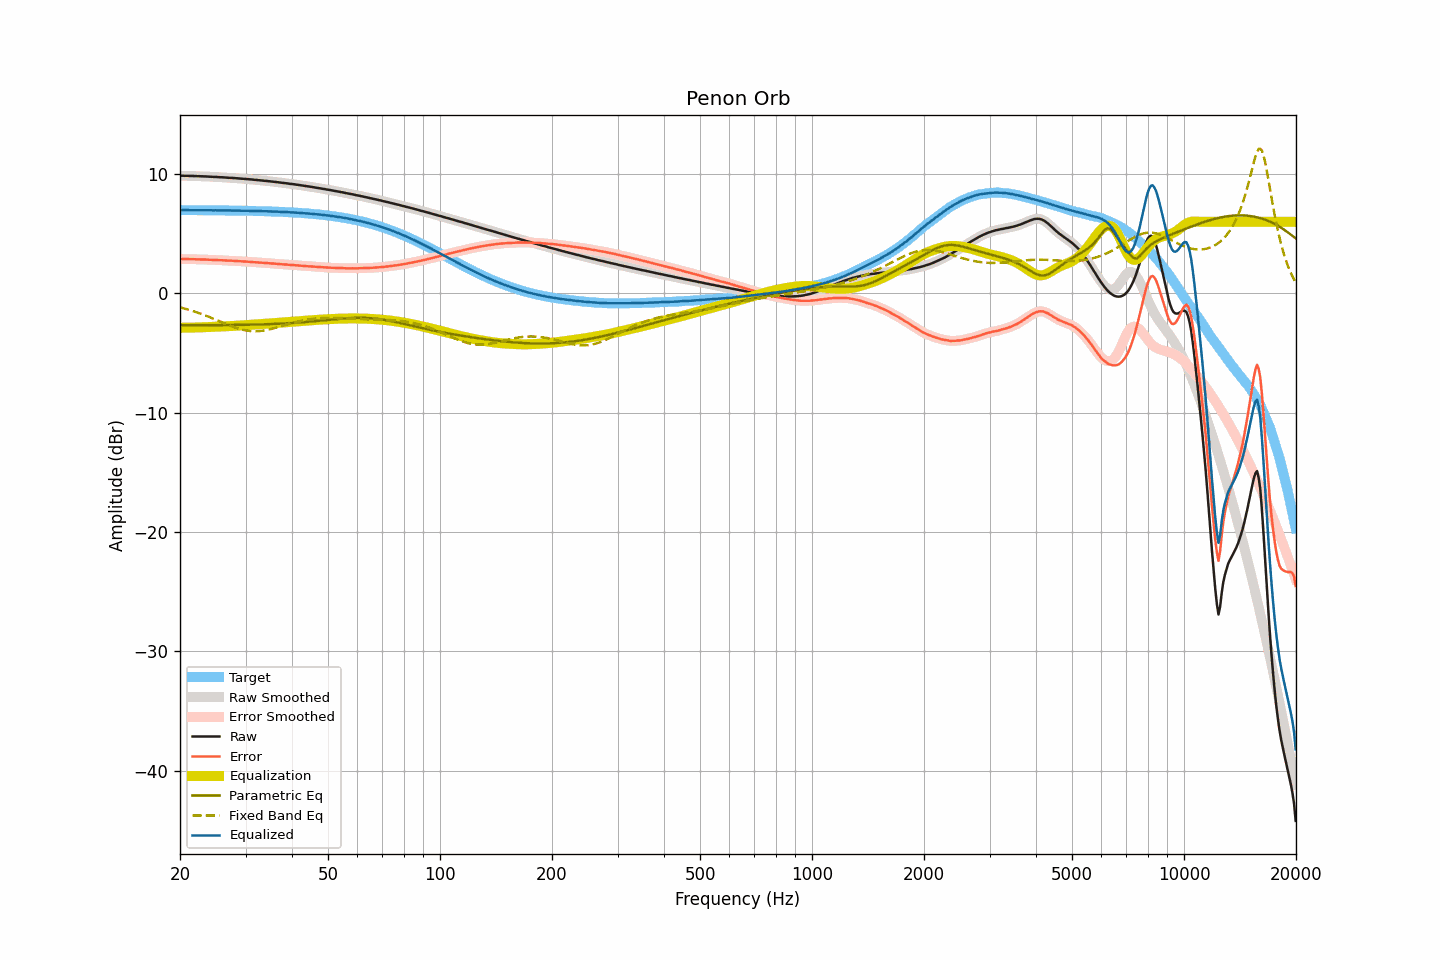 Penon Orb
Amplitude (dBr)
10
0
−10
−20
−30
−40
Target
Raw Smoothed
Error Smoothed
Raw
Error
Equalization
Parametric Eq
Fixed Band Eq
Equalized
20 50 100 200 500 1000 2000 5000 10000 20000
Frequency (Hz)